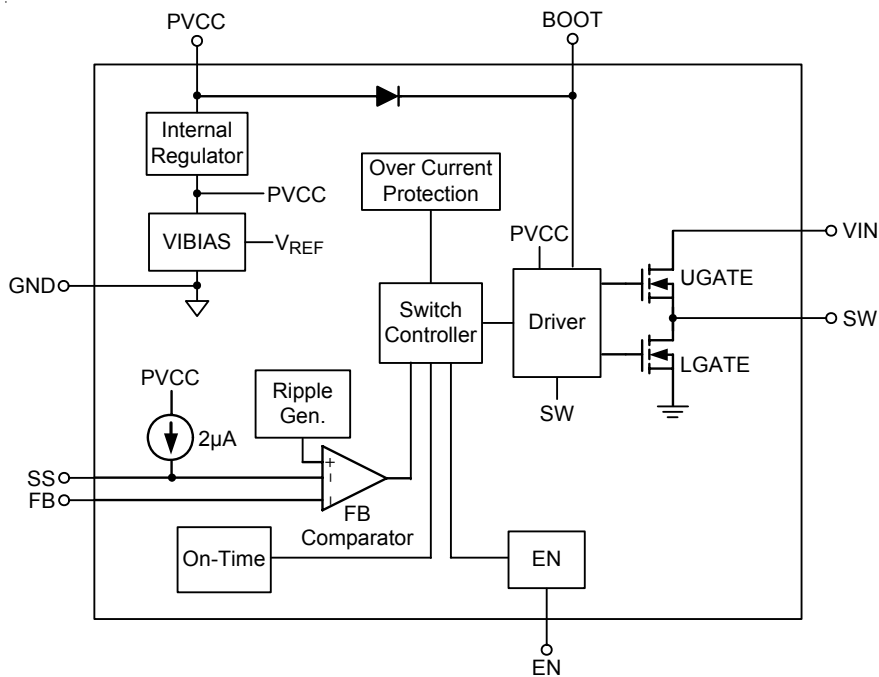 PVCC
BOOT
Internal
Regulator
Over Current
Protection
PVCC
VIBIAS
VREF
PVCC
VIN
GND
UGATE
Switch
Controller
Driver
SW
LGATE
PVCC
Ripple
Gen.
SW
2µA
+
-
-
SS
FB
FB
Comparator
On-Time
EN
EN